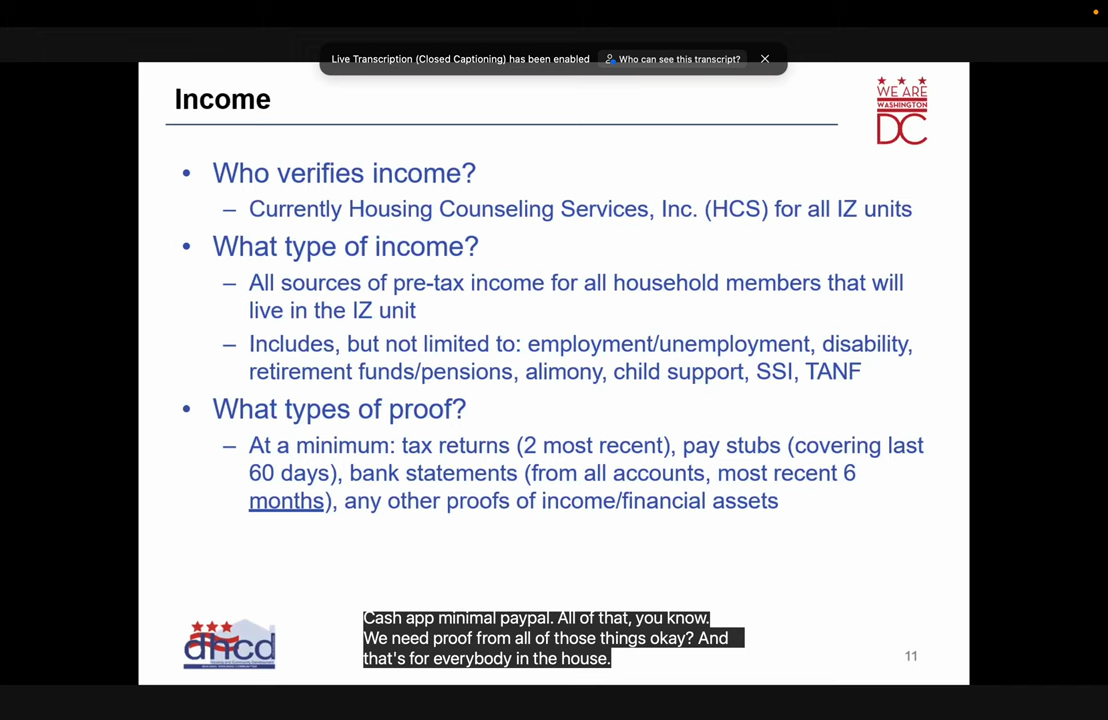 Live Transcription (Closed Captioning) has been enabled Who can see this transcript?
Income
WE ARE
WASHINGTON
DC
• Who verifies income?
– Currently Housing Counseling Services, Inc. (HCS) for all IZ units
• What type of income?
– All sources of pre-tax income for all household members that will
live in the IZ unit
– Includes, but not limited to: employment/unemployment, disability,
retirement funds/pensions, alimony, child support, SSI, TANF
• What types of proof?
– At a minimum: tax returns (2 most recent), pay stubs (covering last
60 days), bank statements (from all accounts, most recent 6
months), any other proofs of income/financial assets
dhcd
Cash app minimal paypal. All of that, you know.
We need proof from all of those things okay? And
that's for everybody in the house.
11